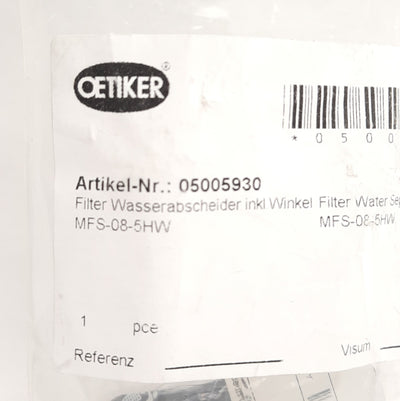 OETIKER®
* 0 5 0 0
Artikel-Nr.: 05005930
Filter Wasserabscheider inkl Winkel Filter Water Se
MFS-08-5HW MFS-08-5HW
1 pce
Referenz Visum